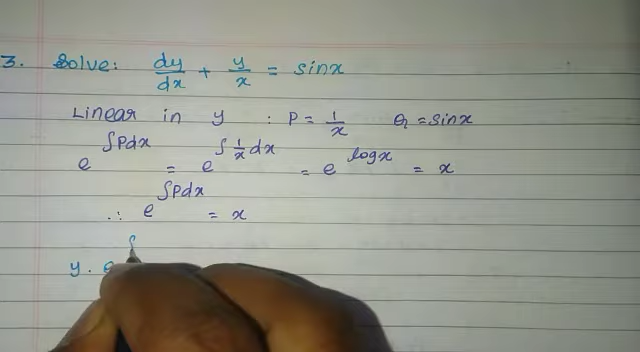 3. Solve: dy/dx + y/x = sinx
Linear in y : P = 1/x Q = sinx
e^∫Pdx = e^∫1/x dx = e^logx = x
∴ e^∫Pdx = x
y . e^∫